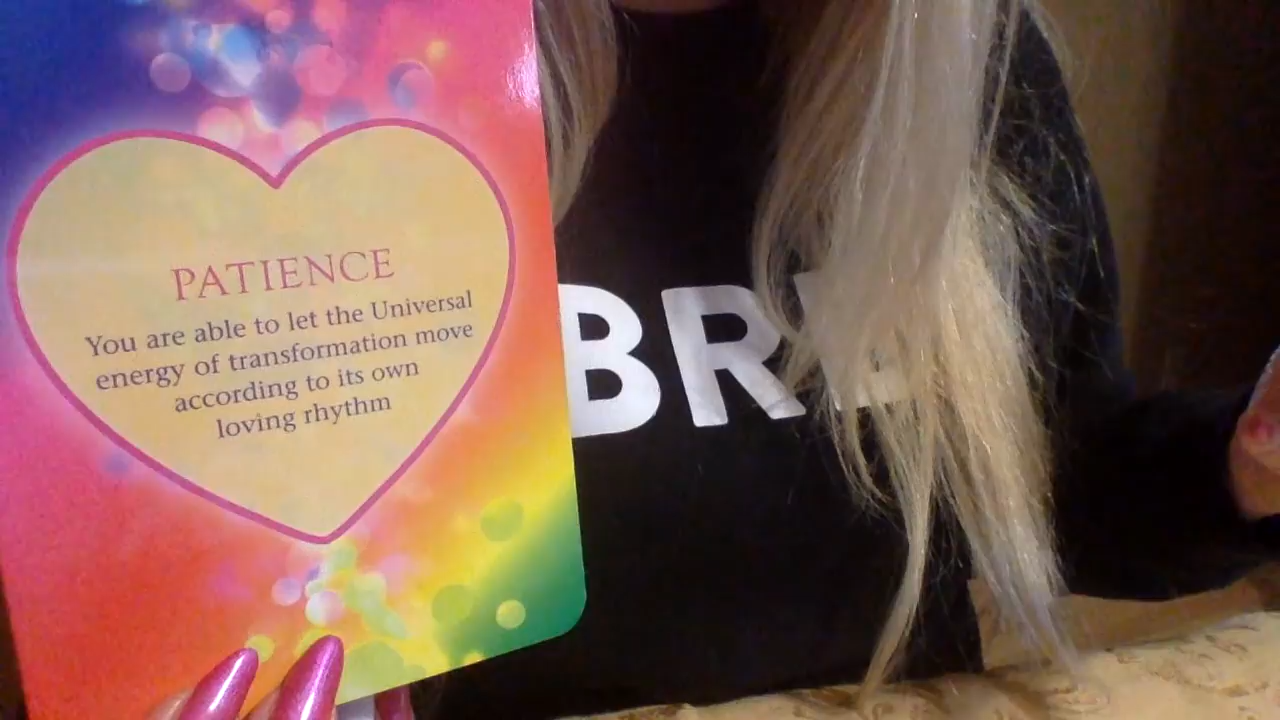 PATIENCE
You are able to let the Universal
energy of transformation move
according to its own
loving rhythm
BR